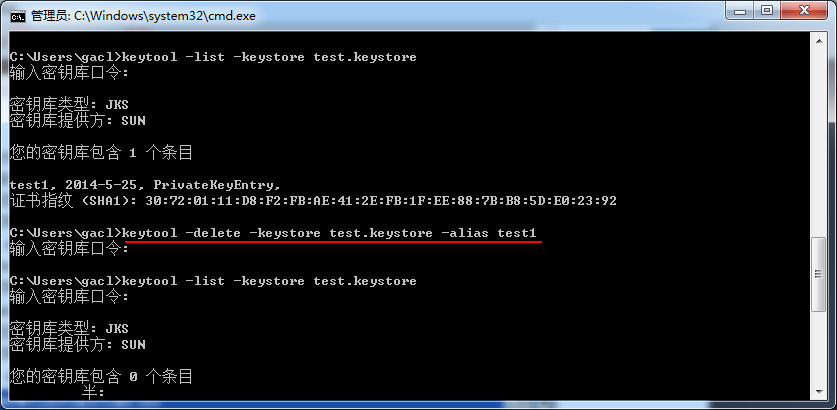 管理员: C:\Windows\system32\cmd.exe
C:\Users\gacl>keytool -list -keystore test.keystore
输入密钥库口令:
密钥库类型: JKS
密钥库提供方: SUN
您的密钥库包含 1 个条目
test1, 2014-5-25, PrivateKeyEntry,
证书指纹 (SHA1): 30:72:01:11:D8:F2:FB:AE:41:2E:FB:1F:EE:88:7B:B8:5D:E0:23:92
C:\Users\gacl>keytool -delete -keystore test.keystore -alias test1
输入密钥库口令:
C:\Users\gacl>keytool -list -keystore test.keystore
输入密钥库口令:
密钥库类型: JKS
密钥库提供方: SUN
您的密钥库包含 0 个条目
半: